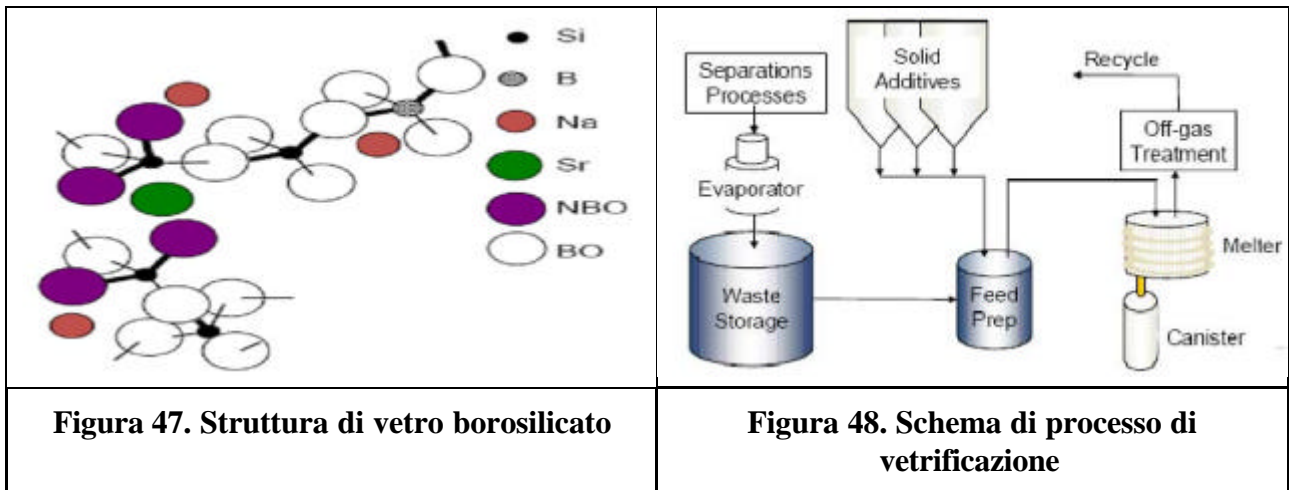 Si
B
Na
Sr
NBO
BO
Separations
Processes
Solid
Additives
Recycle
Off-gas
Treatment
Evaporator
Melter
Waste
Storage
Feed
Prep
Canister
Figura 47. Struttura di vetro borosilicato
Figura 48. Schema di processo di
vetrificazione